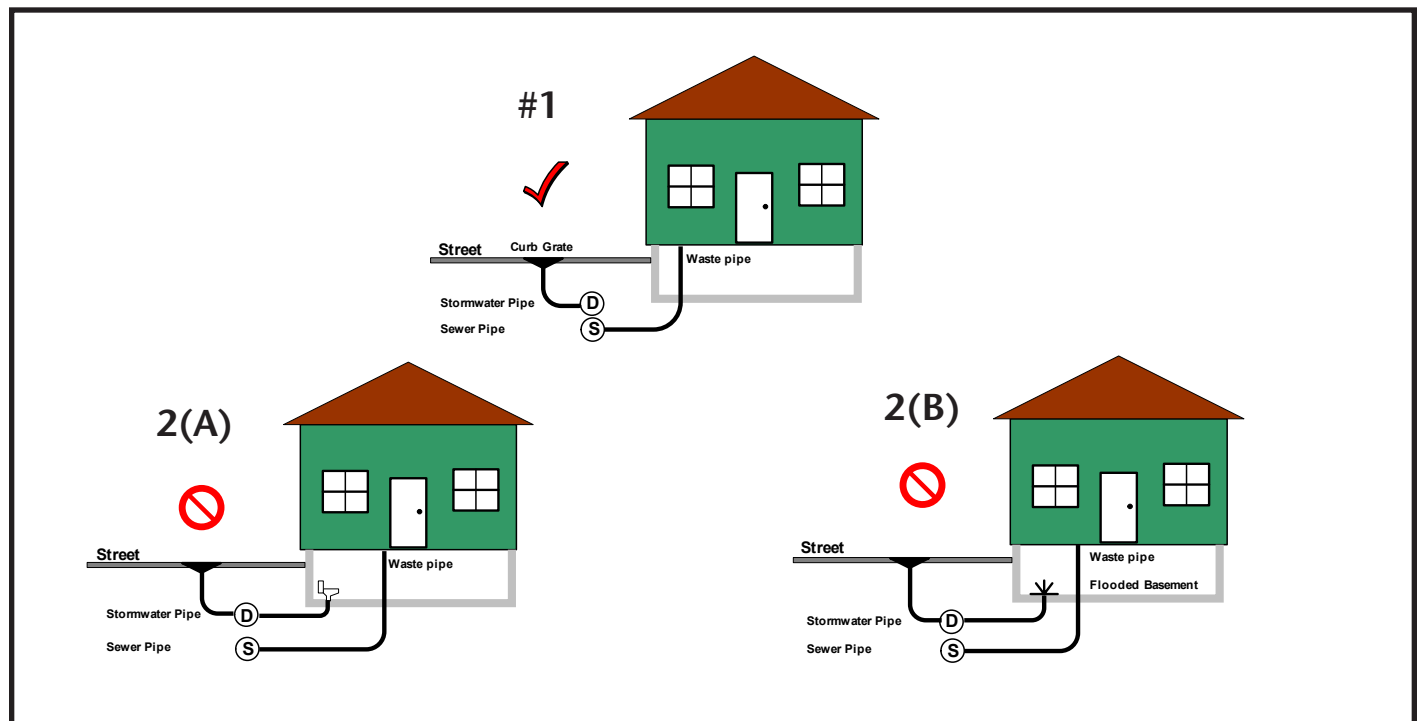 #1
Street
Curb Grate
Waste pipe
Stormwater Pipe
D
Sewer Pipe
S
2(A)
Street
Waste pipe
Stormwater Pipe
D
Sewer Pipe
S
2(B)
Street
Waste pipe
Flooded Basement
Stormwater Pipe
D
Sewer Pipe
S